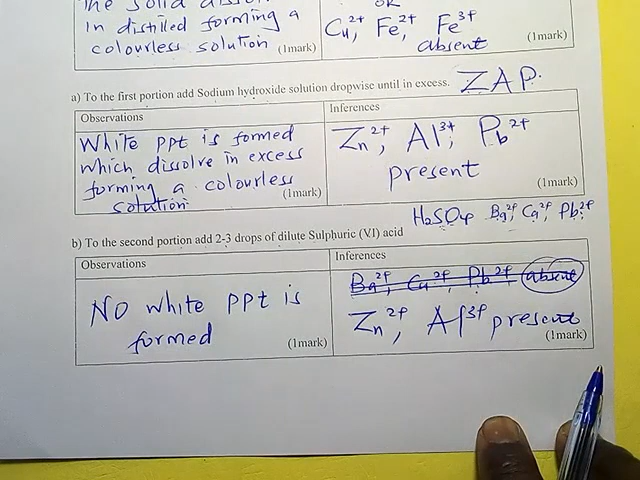 The solid
In distilled forming a
colourless solution (1mark)
OR
Cu2+, Fe2+, Fe3+
absent (1mark)
a) To the first portion add Sodium hydroxide solution dropwise until in excess. ZAP.
Observations
White ppt is formed
which dissolve in excess
forming a colourless
solution (1mark)
Inferences
Zn2+, Al3+, Pb2+
present
(1mark)
H2SO4 Ba2+, Ca2+, Pb2+
b) To the second portion add 2-3 drops of dilute Sulphuric (VI) acid
Observations
No white ppt is
formed (1mark)
Inferences
Ba2+, Ca2+, Pb2+ absent
Zn2+, Al3+ present
(1mark)